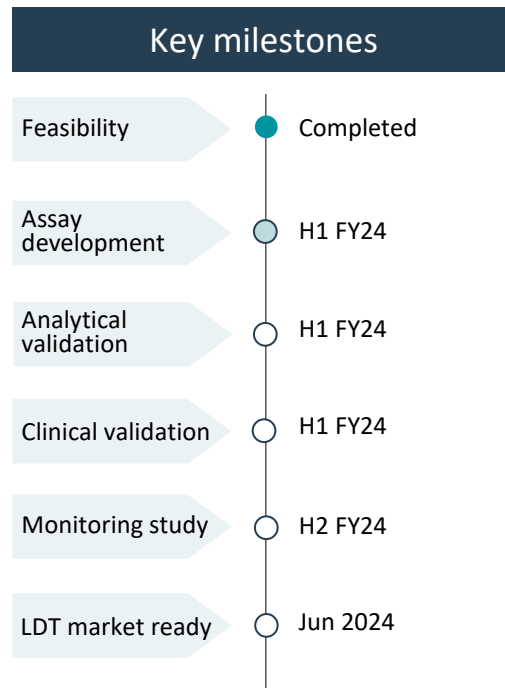 Key milestones
Feasibility
Completed
Assay
development
H1 FY24
Analytical
validation
H1 FY24
Clinical validation
H1 FY24
Monitoring study
H2 FY24
LDT market ready
Jun 2024